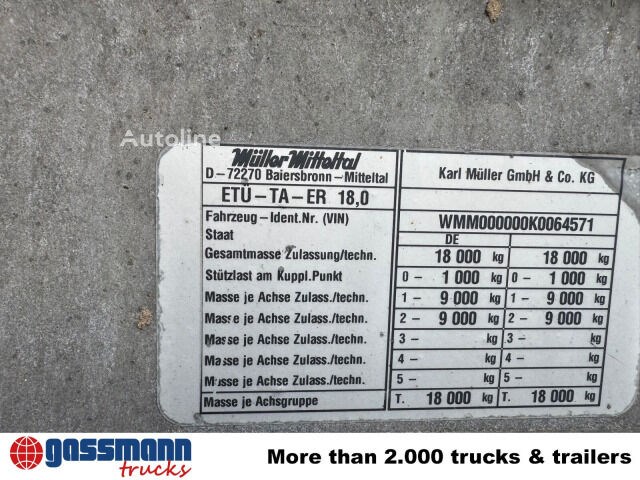 Autoline
Müller Mitteltal
D-72270 Baiersbronn-Mitteltal
Karl Müller GmbH & Co. KG
ETÜ-TA-ER 18,0
Fahrzeug-Ident.Nr. (VIN) WMM000000K0064571
Staat DE
Gesamtmasse Zulassung/techn. 18 000 kg 18 000 kg
Stützlast am Kuppl.Punkt 0- 1 000 kg 0- 1 000 kg
Masse je Achse Zulass./techn. 1- 9 000 kg 1- 9 000 kg
Masse je Achse Zulass./techn. 2- 9 000 kg 2- 9 000 kg
Masse je Achse Zulass./techn. 3- kg 3- kg
Masse je Achse Zulass./techn. 4- kg 4- kg
Masse je Achse Zulass./techn. 5- kg 5- kg
Masse je Achsgruppe T. 18 000 kg T. 18 000 kg
gassmann
trucks
More than 2.000 trucks & trailers